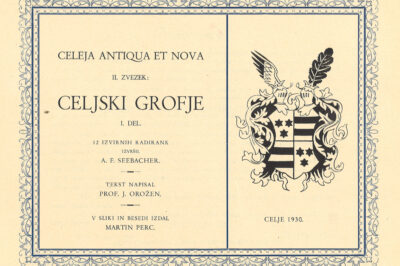 CELEJA ANTIQUA ET NOVA
II. ZVEZEK:
CELJSKI GROFJE
I. DEL.
12 IZVIRNIH RADIRANK
IZVRŠIL
A. F. SEEBACHER.
TEKST NAPISAL
PROF. J. OROŽEN.
V SLIKI IN BESEDI IZDAL
MARTIN PERC.
CELJE 1930.